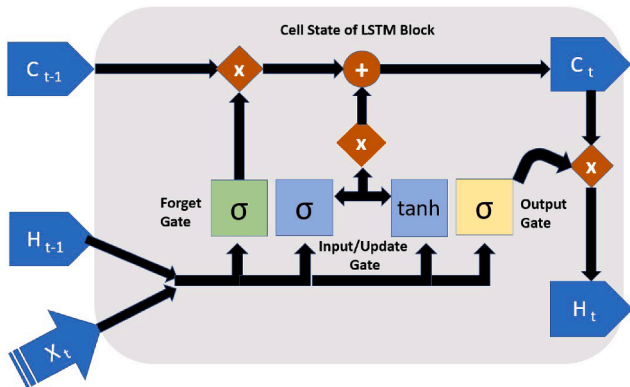 Cell State of LSTM Block
C t-1
x
+
C t
x
x
Forget
Gate
σ
σ
tanh
σ
Output
Gate
Input/Update
Gate
H t-1
X t
H t